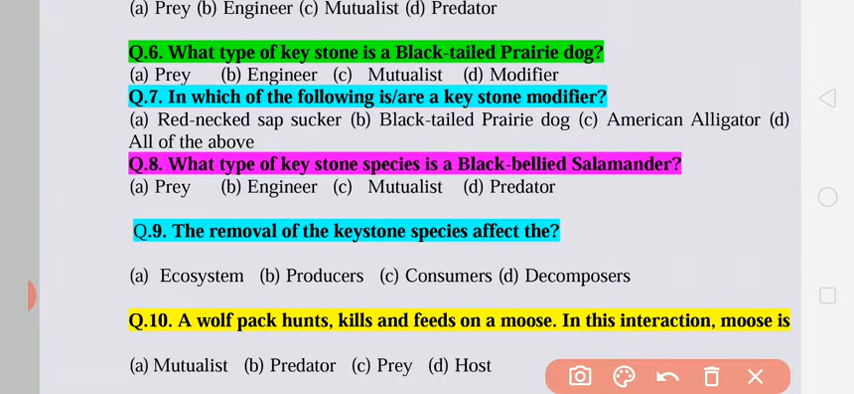 (a) Prey (b) Engineer (c) Mutualist (d) Predator
Q.6. What type of key stone is a Black-tailed Prairie dog?
(a) Prey (b) Engineer (c) Mutualist (d) Modifier
Q.7. In which of the following is/are a key stone modifier?
(a) Red-necked sap sucker (b) Black-tailed Prairie dog (c) American Alligator (d)
All of the above
Q.8. What type of key stone species is a Black-bellied Salamander?
(a) Prey (b) Engineer (c) Mutualist (d) Predator
Q.9. The removal of the keystone species affect the?
(a) Ecosystem (b) Producers (c) Consumers (d) Decomposers
Q.10. A wolf pack hunts, kills and feeds on a moose. In this interaction, moose is
(a) Mutualist (b) Predator (c) Prey (d) Host